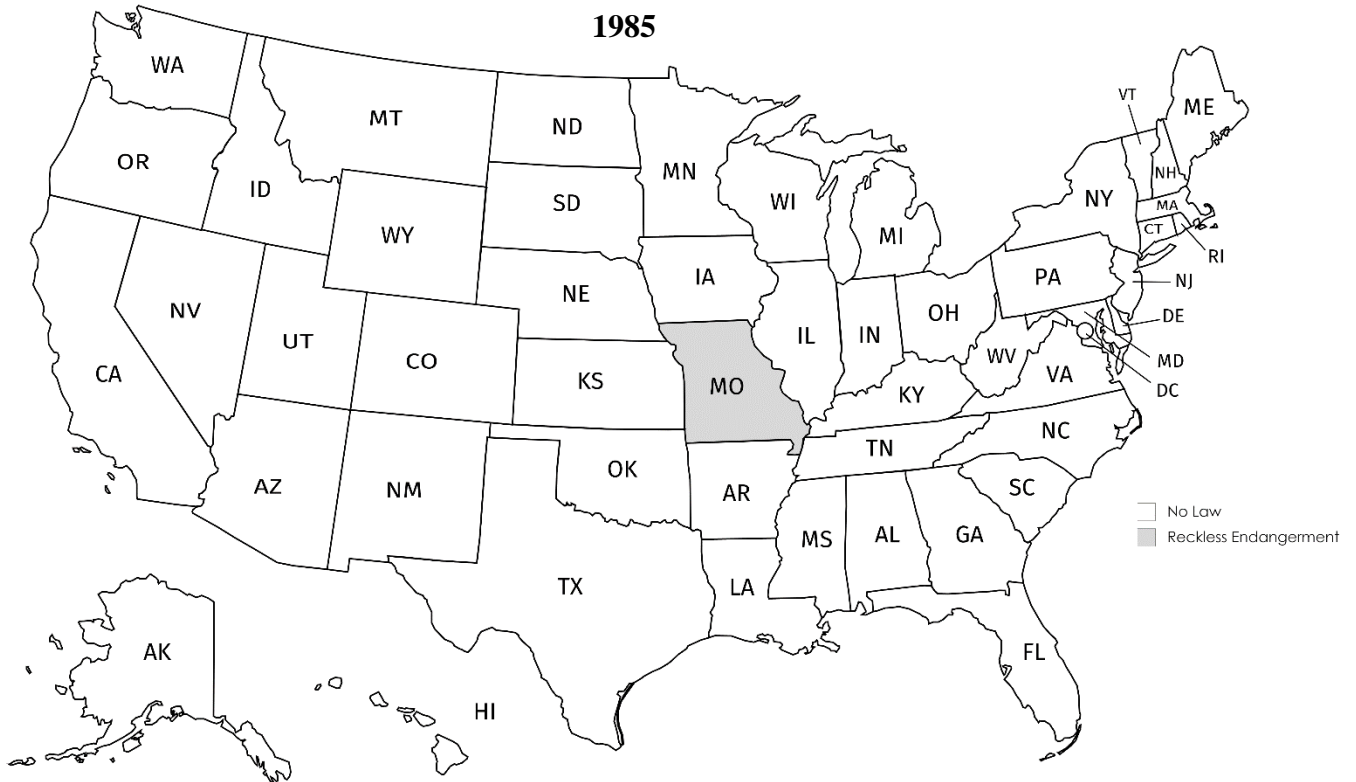 1985
WA
MT
ND
MN
VT
ME
OR
ID
SD
WI
NH
NY
MA
WY
MI
CT
RI
IA
PA
NJ
NE
NV
OH
DE
IL
IN
UT
CO
WV
MD
CA
KS
MO
VA
DC
KY
NC
TN
OK
AZ
NM
AR
SC
No Law
MS
AL
GA
Reckless Endangerment
TX
LA
AK
FL
HI